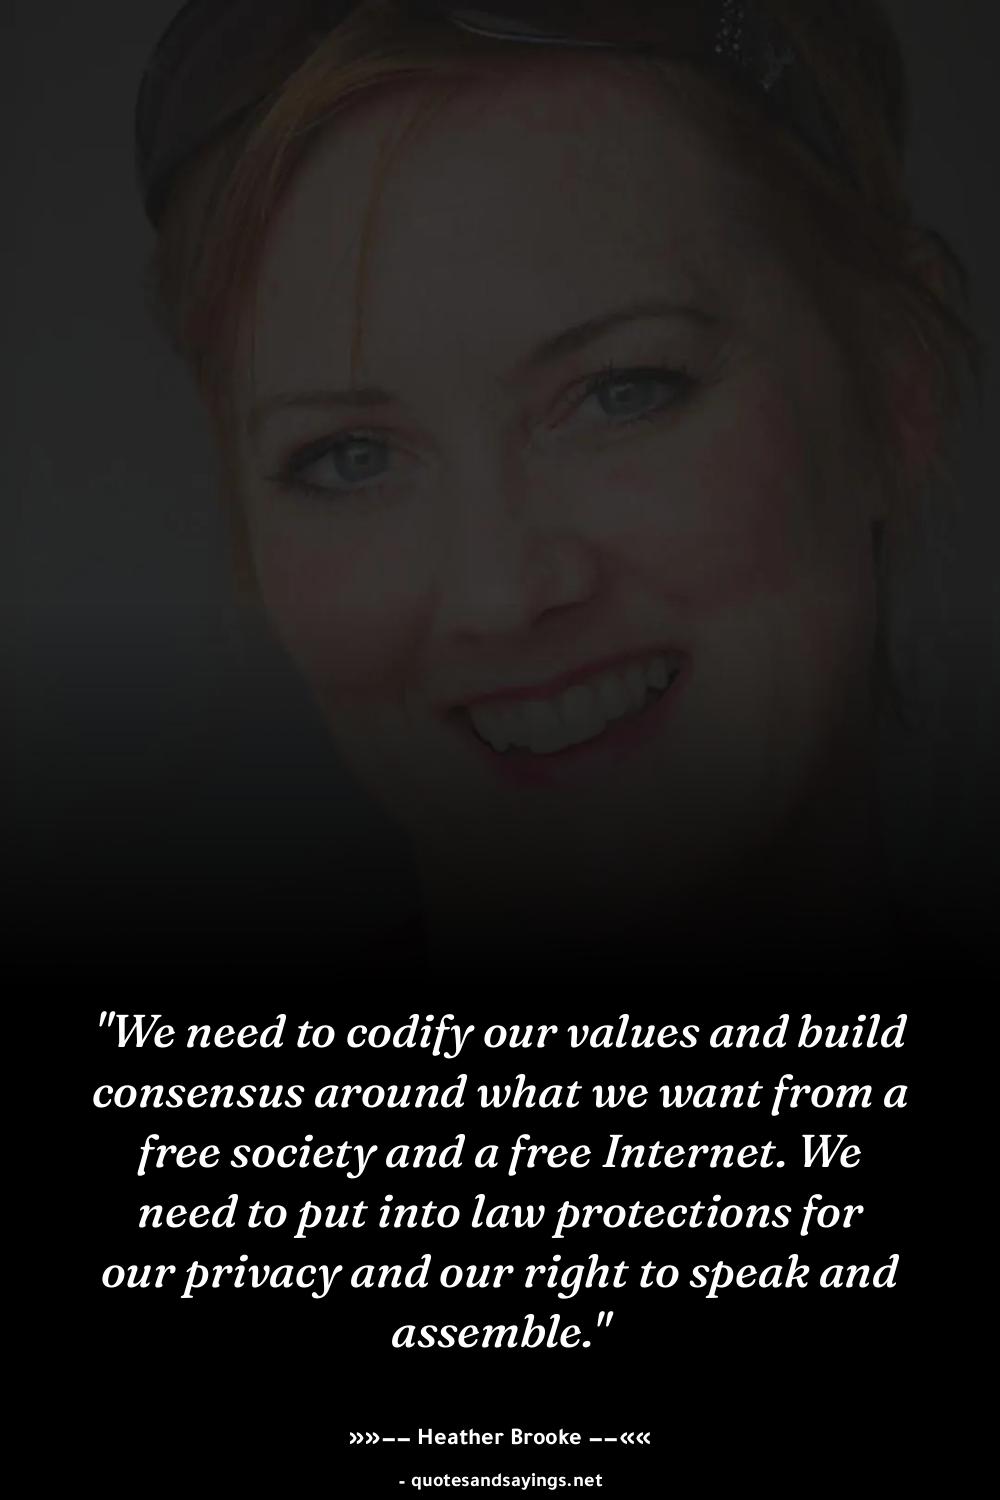 "We need to codify our values and build
consensus around what we want from a
free society and a free Internet. We
need to put into law protections for
our privacy and our right to speak and
assemble."
»»−− Heather Brooke −−««
- quotesandsayings.net